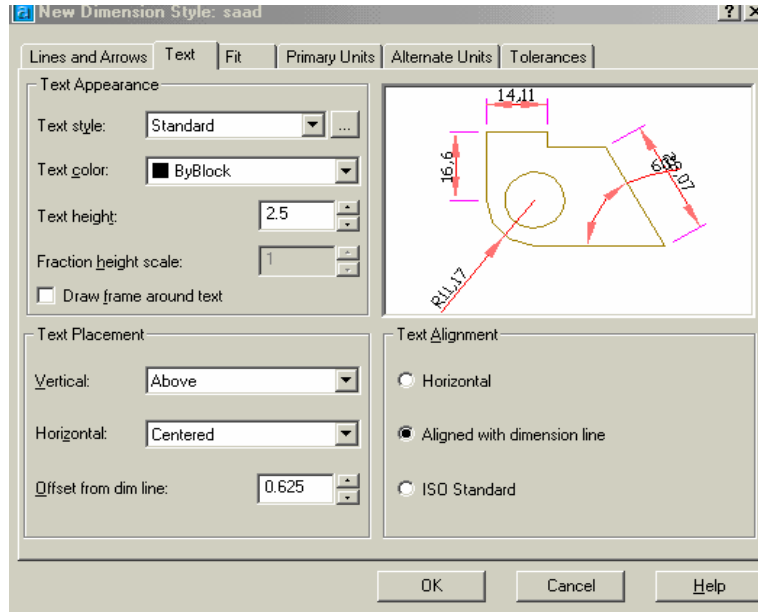 New Dimension Style: saad
Lines and Arrows Text Fit Primary Units Alternate Units Tolerances
Text Appearance
Text style: Standard ...
Text color: ByBlock
Text height: 2.5
Fraction height scale: 1
Draw frame around text
14,11
16,6
R11,17
Text Placement
Vertical: Above
Horizontal: Centered
Offset from dim line: 0.625
Text Alignment
Horizontal
Aligned with dimension line
ISO Standard
OK Cancel Help